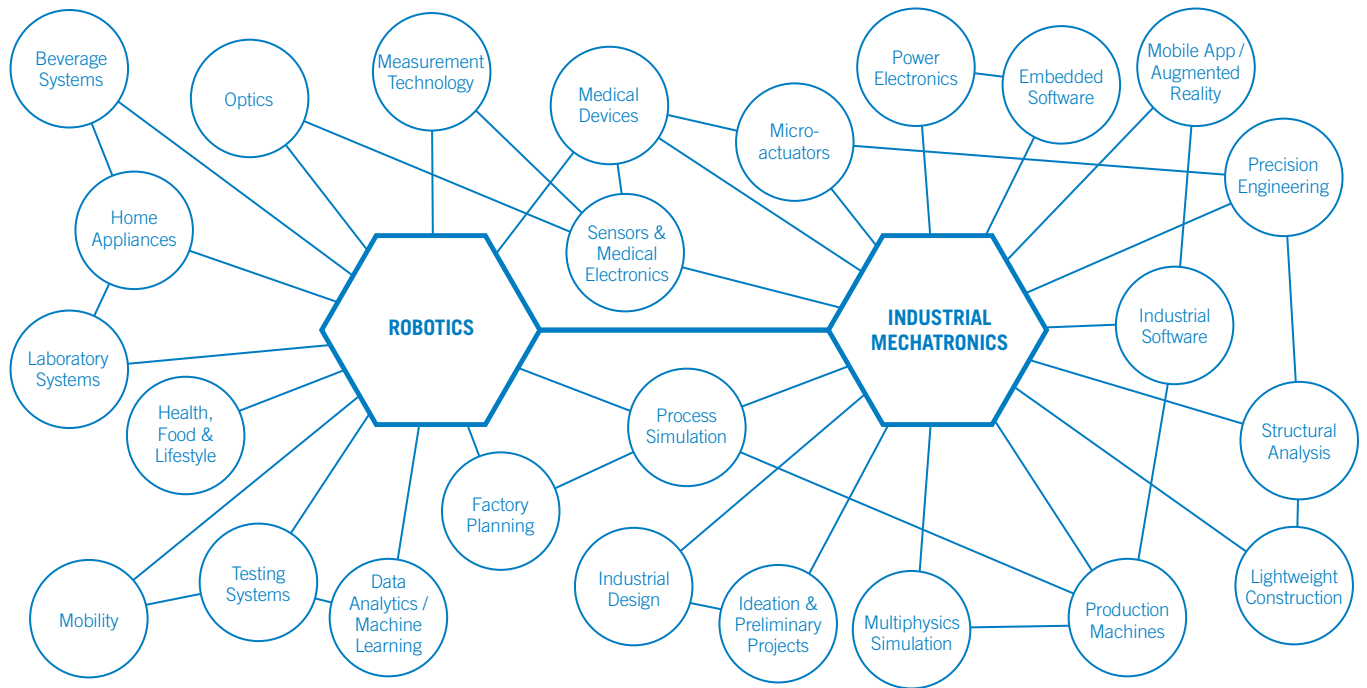 Beverage
Systems
Optics
Measurement
Technology
Medical
Devices
Micro-
actuators
Power
Electronics
Embedded
Software
Mobile App /
Augmented
Reality
Precision
Engineering
Home
Appliances
Sensors &
Medical
Electronics
ROBOTICS
INDUSTRIAL
MECHATRONICS
Industrial
Software
Laboratory
Systems
Health,
Food &
Lifestyle
Process
Simulation
Structural
Analysis
Factory
Planning
Mobility
Testing
Systems
Data
Analytics /
Machine
Learning
Industrial
Design
Ideation &
Preliminary
Projects
Multiphysics
Simulation
Production
Machines
Lightweight
Construction